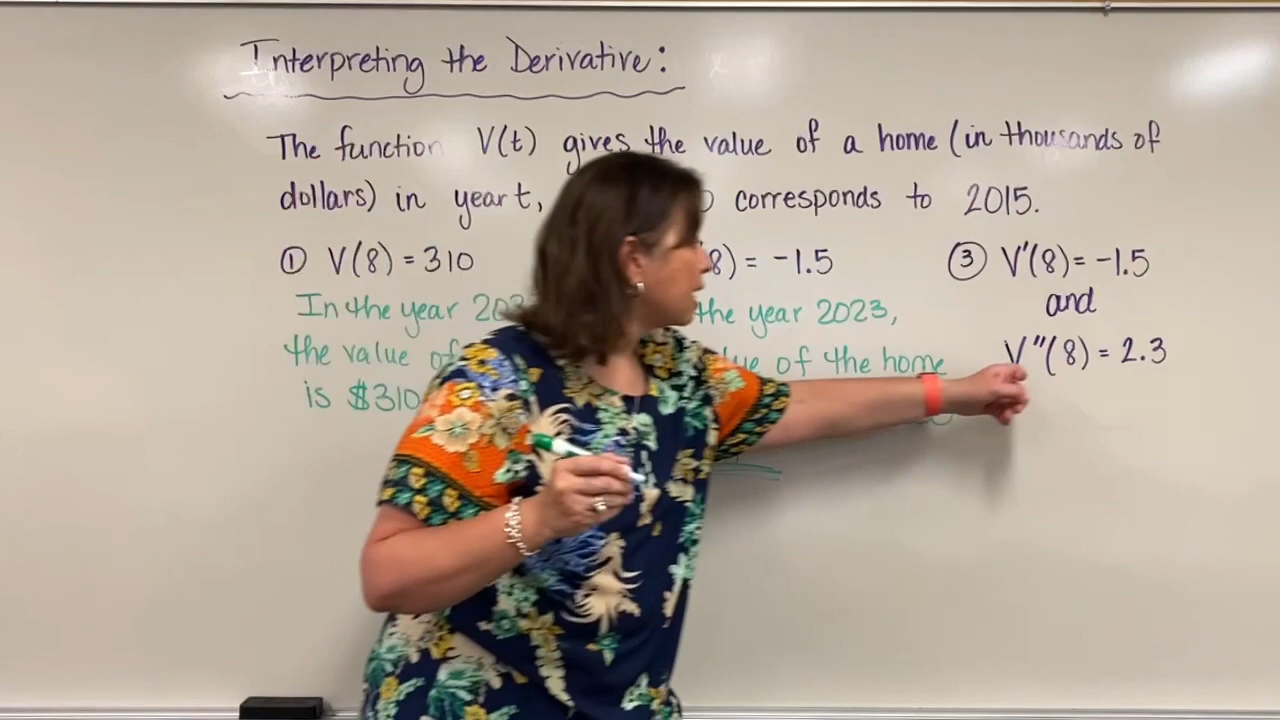 Interpreting the Derivative:
The function V(t) gives the value of a home (in thousands of
dollars) in year t, corresponds to 2015.
① V(8) = 310
In the year
the value of
is $310
8) = -1.5
the year 2023,
of the home
③ V'(8) = -1.5
and
V"(8) = 2.3